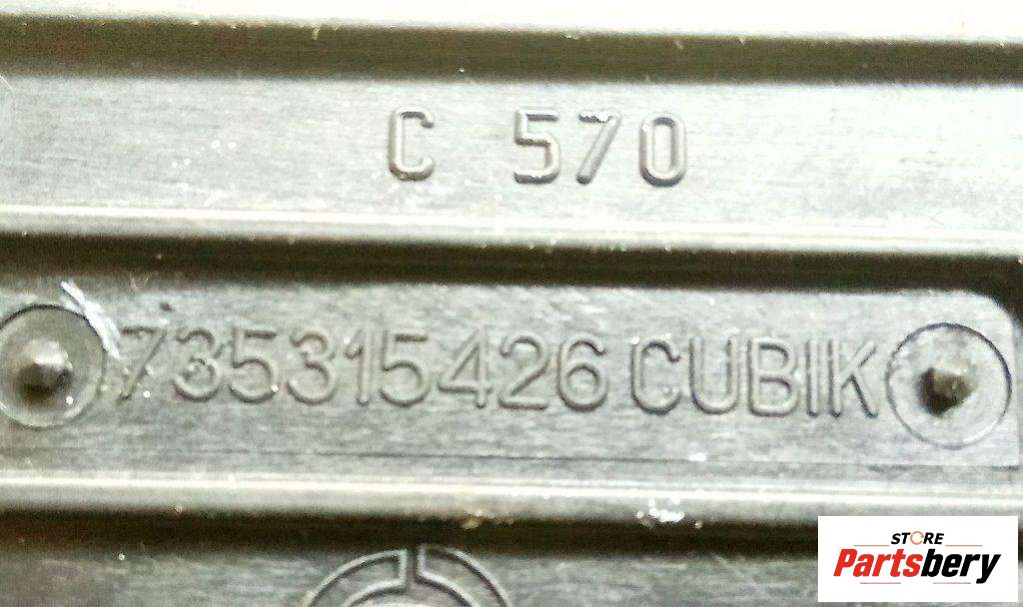 C 570
735315426 CUBIK
STORE
Partsbery